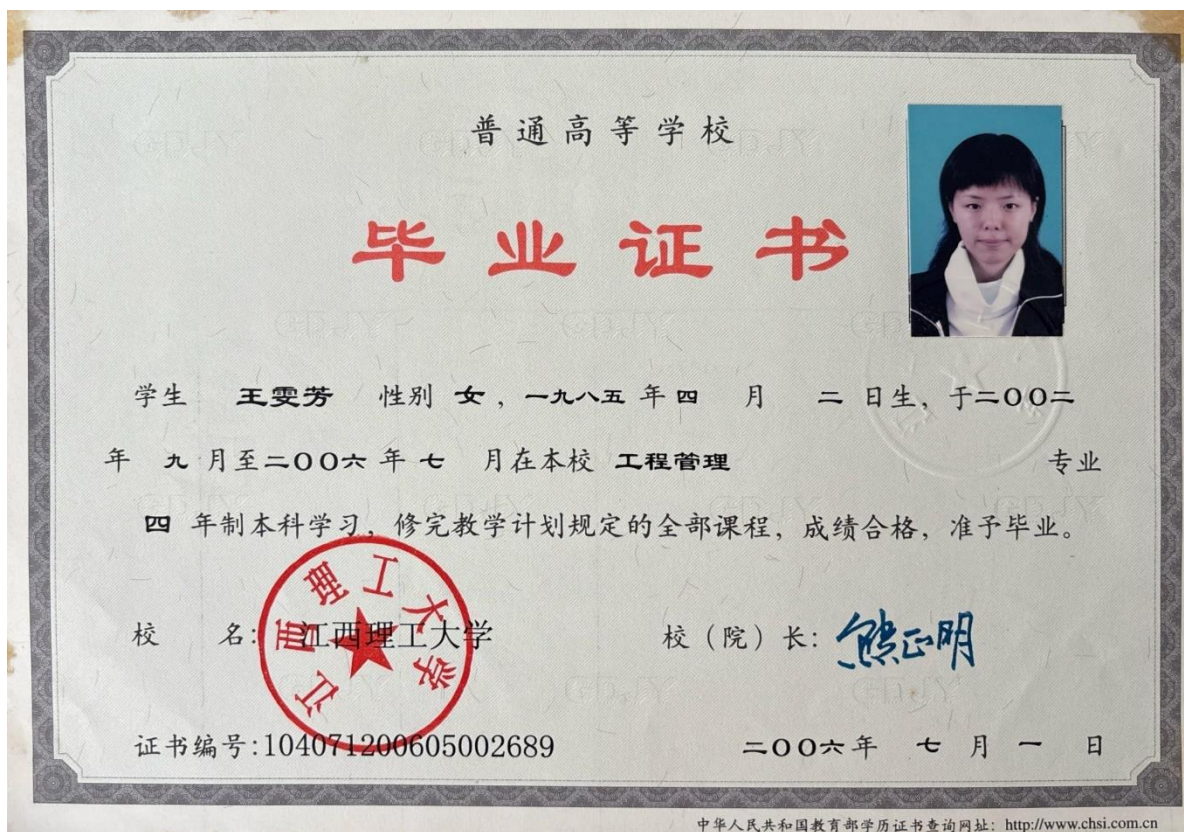 普通高等学校
毕业证书
学生 王雯芳 性别 女，一九八五 年 四 月 二 日生，于二〇〇二
年 九 月至二〇〇六 年 七 月在本校 工程管理 专业
四 年制本科学习，修完教学计划规定的全部课程，成绩合格，准予毕业。
校 名：江西理工大学 校（院）长：熊正明
江西理工大学
证书编号:104071200605002689 二〇〇六年 七 月 一 日
中华人民共和国教育部学历证书查询网址：http://www.chsi.com.cn